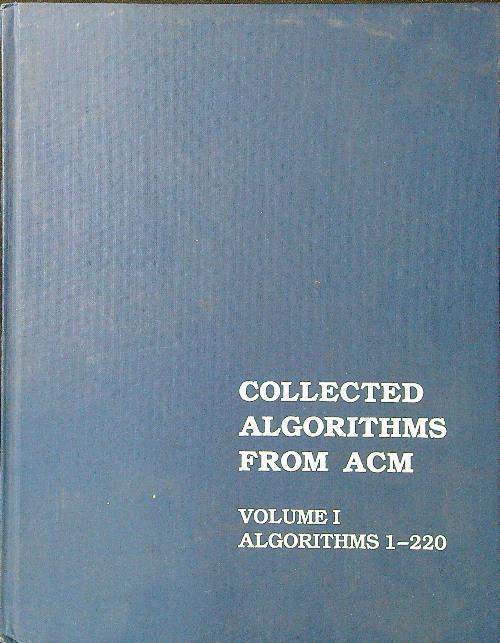 COLLECTED
ALGORITHMS
FROM ACM
VOLUME I
ALGORITHMS 1–220